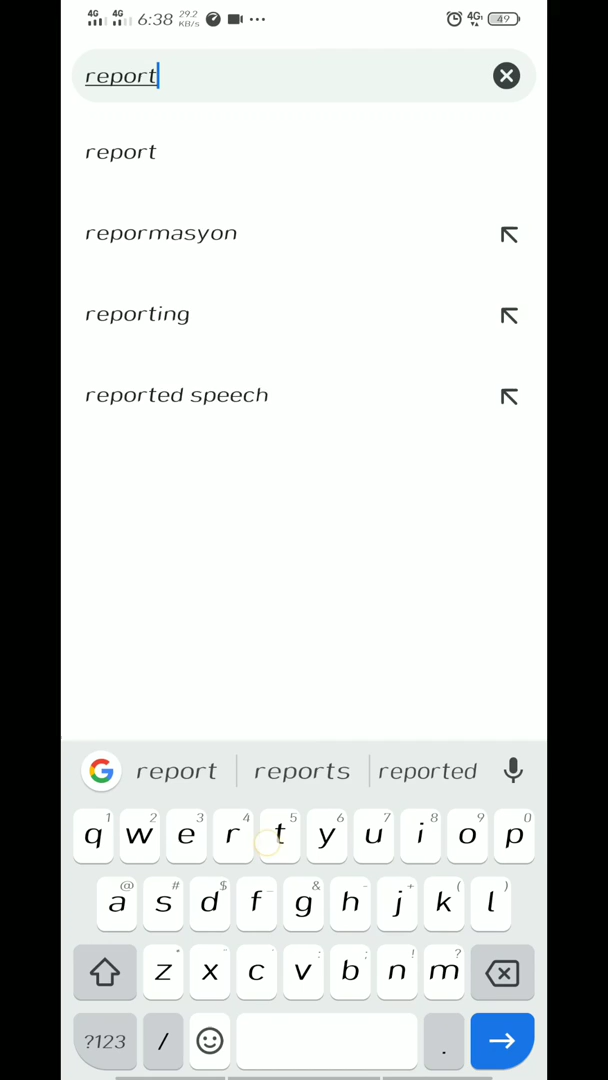 4G 4G 6:38 29.2 KB/s ••• 4G 49
report
report
repormasyon
reporting
reported speech
report reports reported
1 2 3 4 5 6 7 8 9 0
q w e r t y u i o p
@ # $ _ & - + ( )
a s d f g h j k l
* " ' : ; ! ?
z x c v b n m
?123 / .